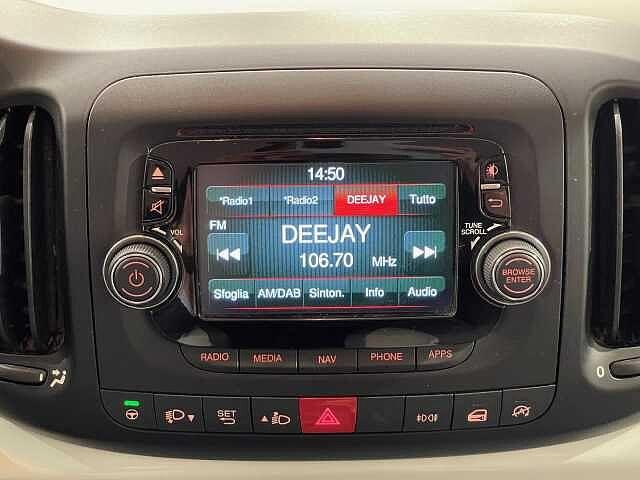 14:50
*Radio1 *Radio2 DEEJAY Tutto
FM
VOL
TUNE
SCROLL
DEEJAY
106.70 MHz
BROWSE
ENTER
Sfoglia AM/DAB Sinton. Info Audio
RADIO MEDIA NAV PHONE APPS
0
SET